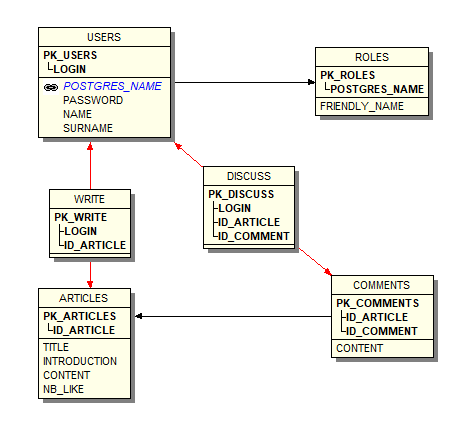 USERS
PK_USERS
LOGIN
POSTGRES_NAME
PASSWORD
NAME
SURNAME
ROLES
PK_ROLES
POSTGRES_NAME
FRIENDLY_NAME
WRITE
PK_WRITE
LOGIN
ID_ARTICLE
DISCUSS
PK_DISCUSS
LOGIN
ID_ARTICLE
ID_COMMENT
ARTICLES
PK_ARTICLES
ID_ARTICLE
TITLE
INTRODUCTION
CONTENT
NB_LIKE
COMMENTS
PK_COMMENTS
ID_ARTICLE
ID_COMMENT
CONTENT